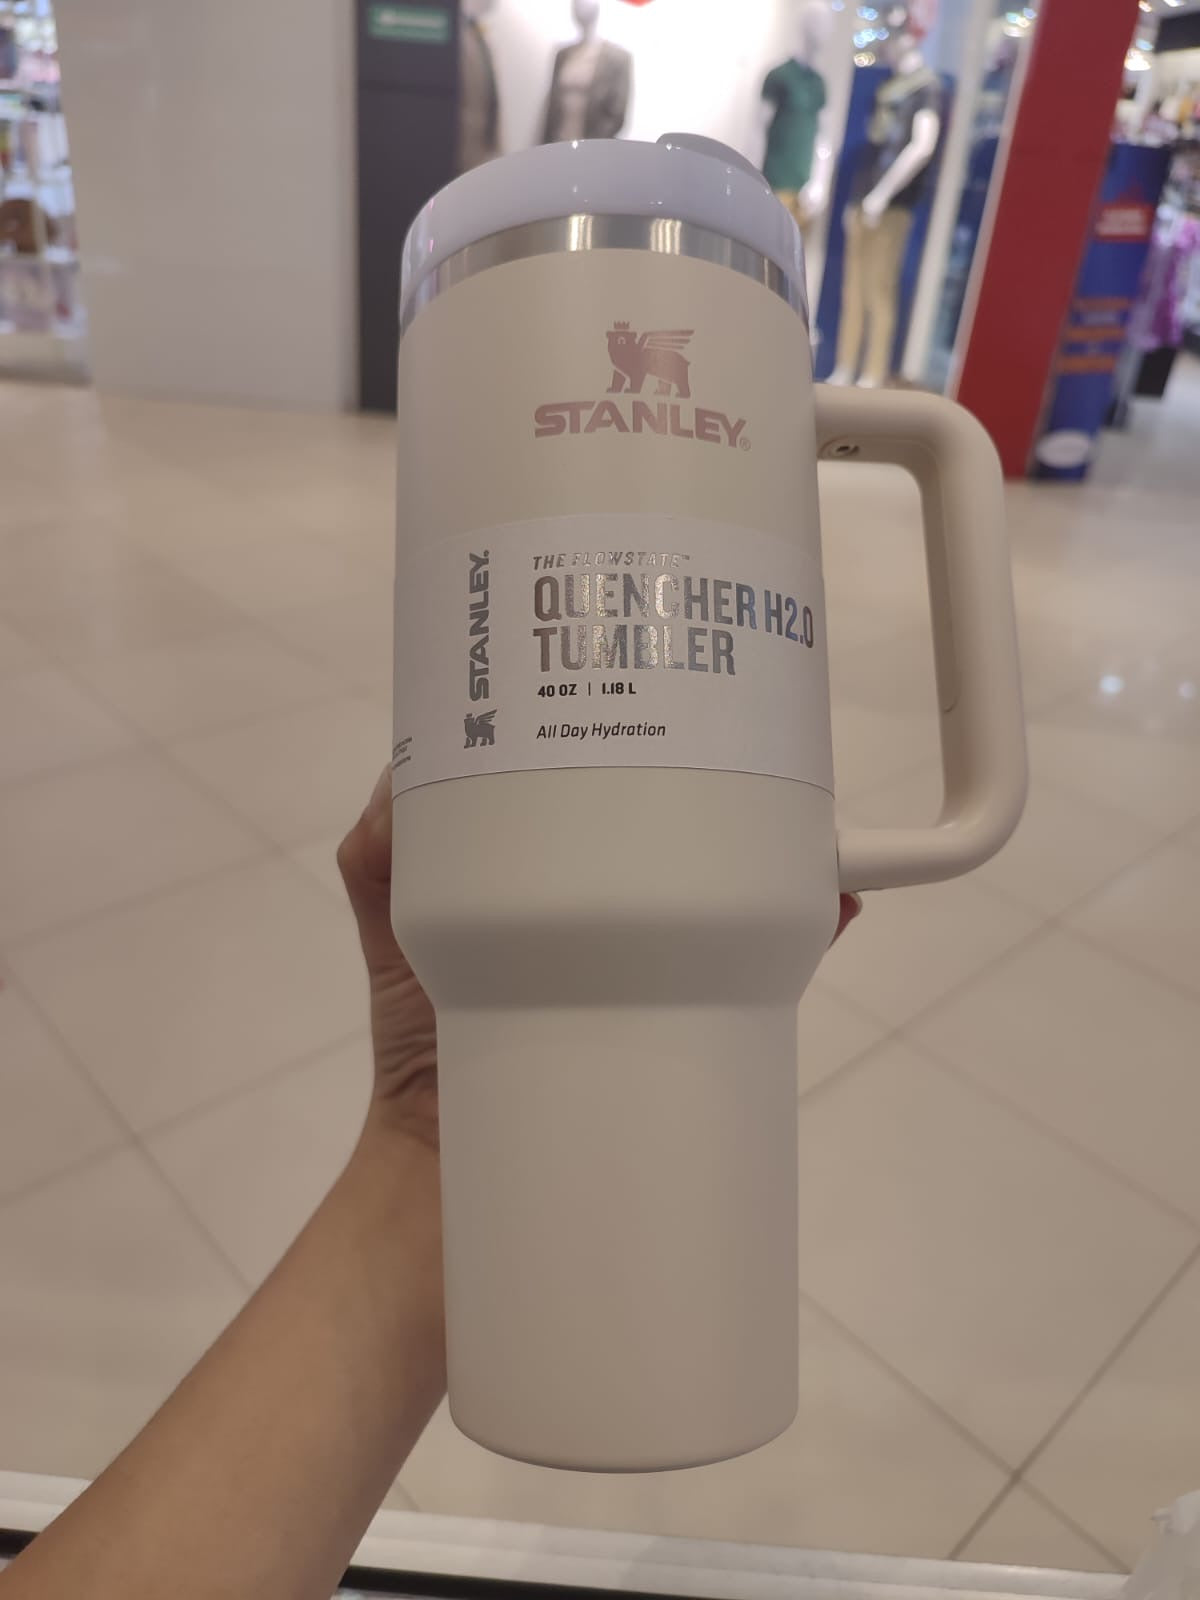 STANLEY®
STANLEY.
THE FLOWSTATE™
QUENCHER H2.0
TUMBLER
40 OZ | 1.18 L
All Day Hydration